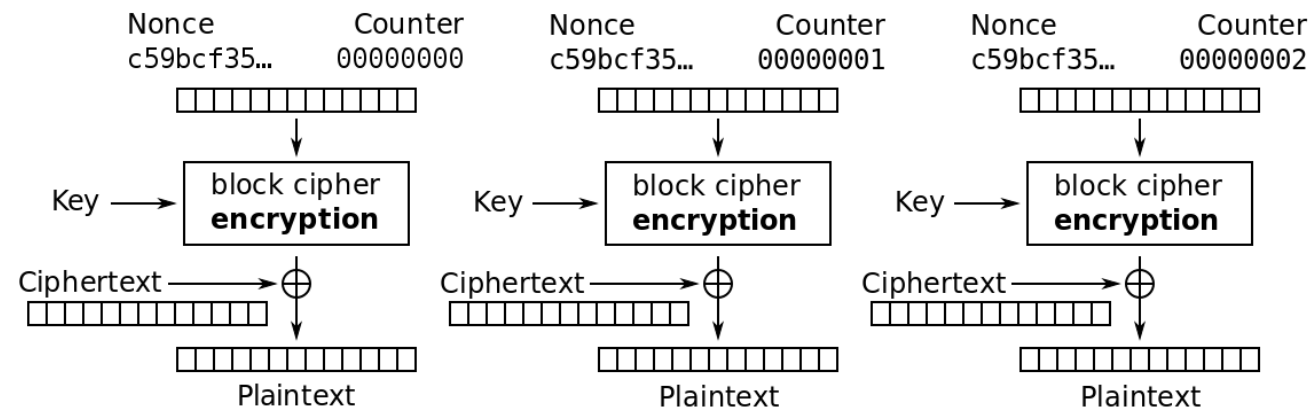 Nonce Counter Nonce Counter Nonce Counter
c59bcf35… 00000000 c59bcf35… 00000001 c59bcf35… 00000002
block cipher block cipher block cipher
Key encryption Key encryption Key encryption
Ciphertext Ciphertext Ciphertext
Plaintext Plaintext Plaintext